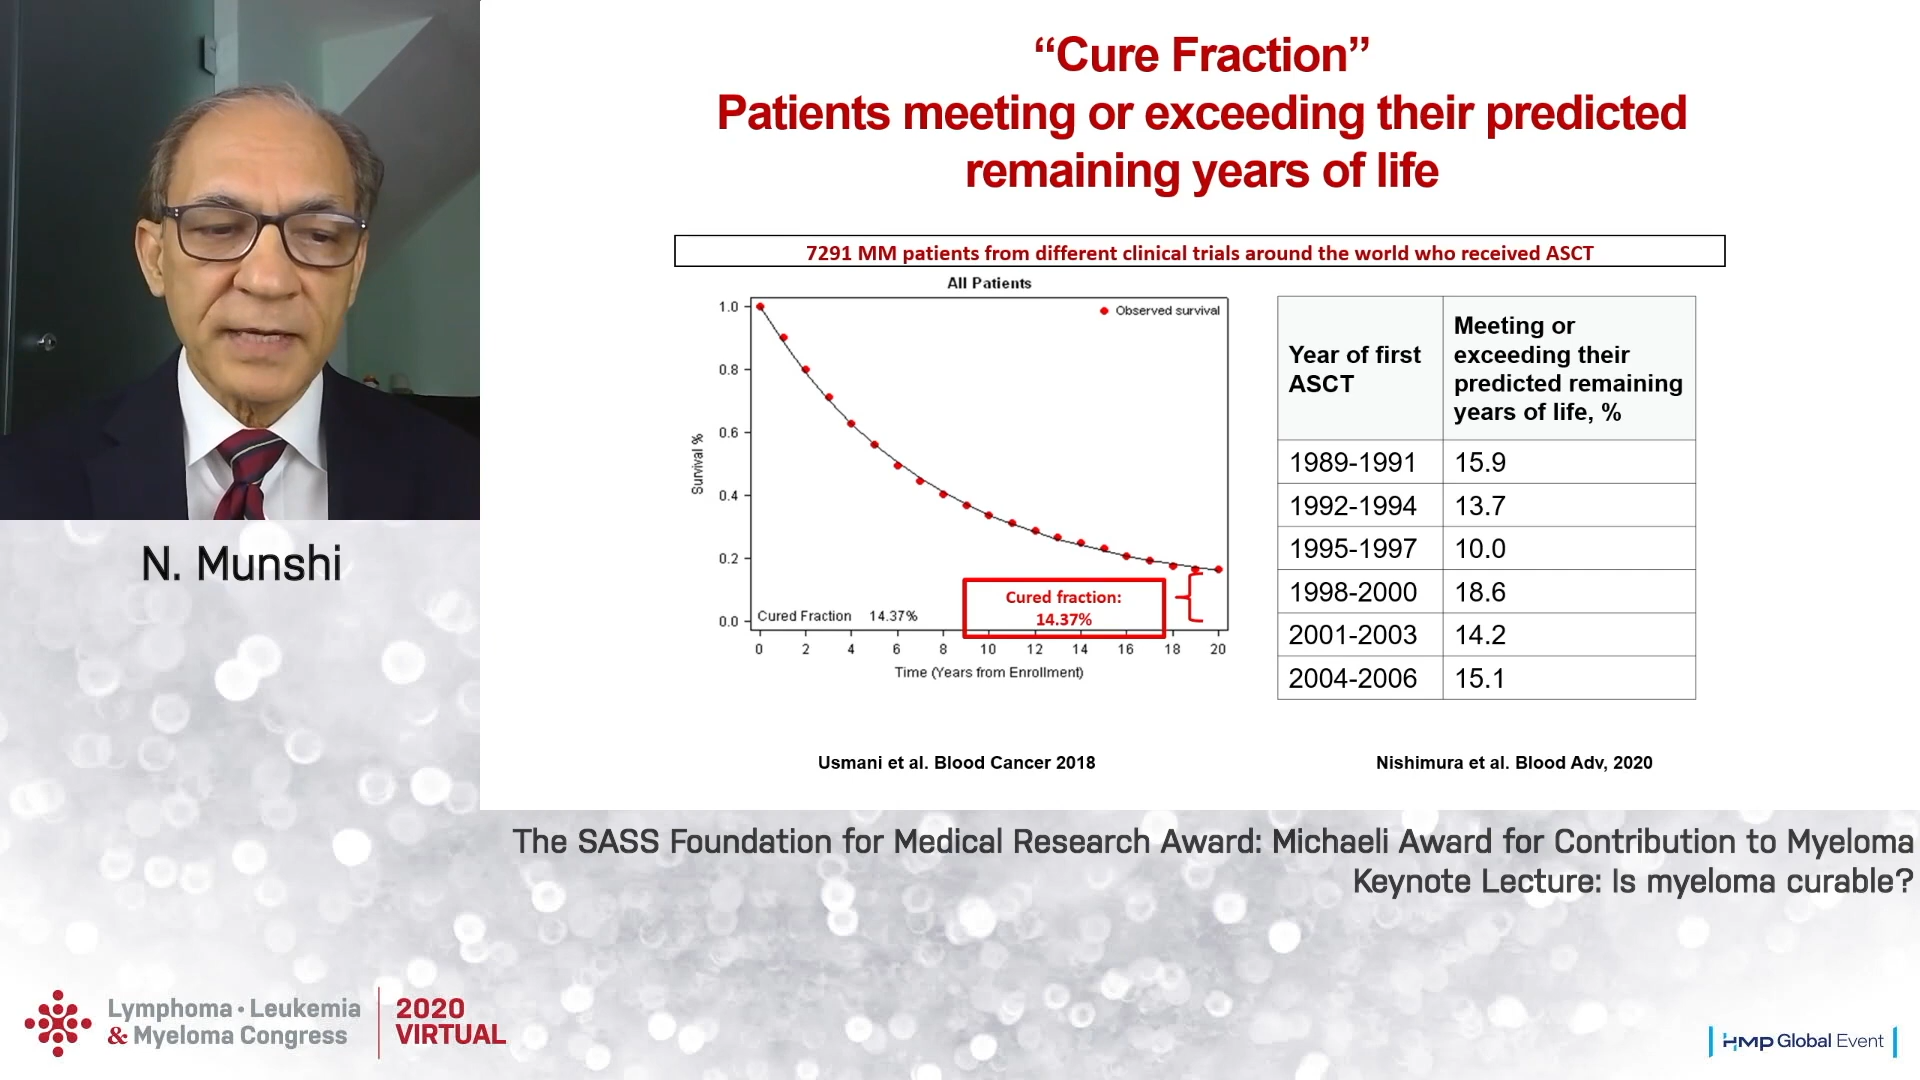 “Cure Fraction”
Patients meeting or exceeding their predicted
remaining years of life
7291 MM patients from different clinical trials around the world who received ASCT
All Patients
Observed survival
Survival %
1.0
0.8
0.6
0.4
0.2
0.0
Cured Fraction 14.37%
Cured fraction:
14.37%
0 2 4 6 8 10 12 14 16 18 20
Time (Years from Enrollment)
Year of first
ASCT
Meeting or
exceeding their
predicted remaining
years of life, %
1989-1991 15.9
1992-1994 13.7
1995-1997 10.0
1998-2000 18.6
2001-2003 14.2
2004-2006 15.1
Usmani et al. Blood Cancer 2018
Nishimura et al. Blood Adv, 2020
N. Munshi
The SASS Foundation for Medical Research Award: Michaeli Award for Contribution to Myeloma
Keynote Lecture: Is myeloma curable?
Lymphoma • Leukemia
& Myeloma Congress
2020
VIRTUAL
HMP Global Event